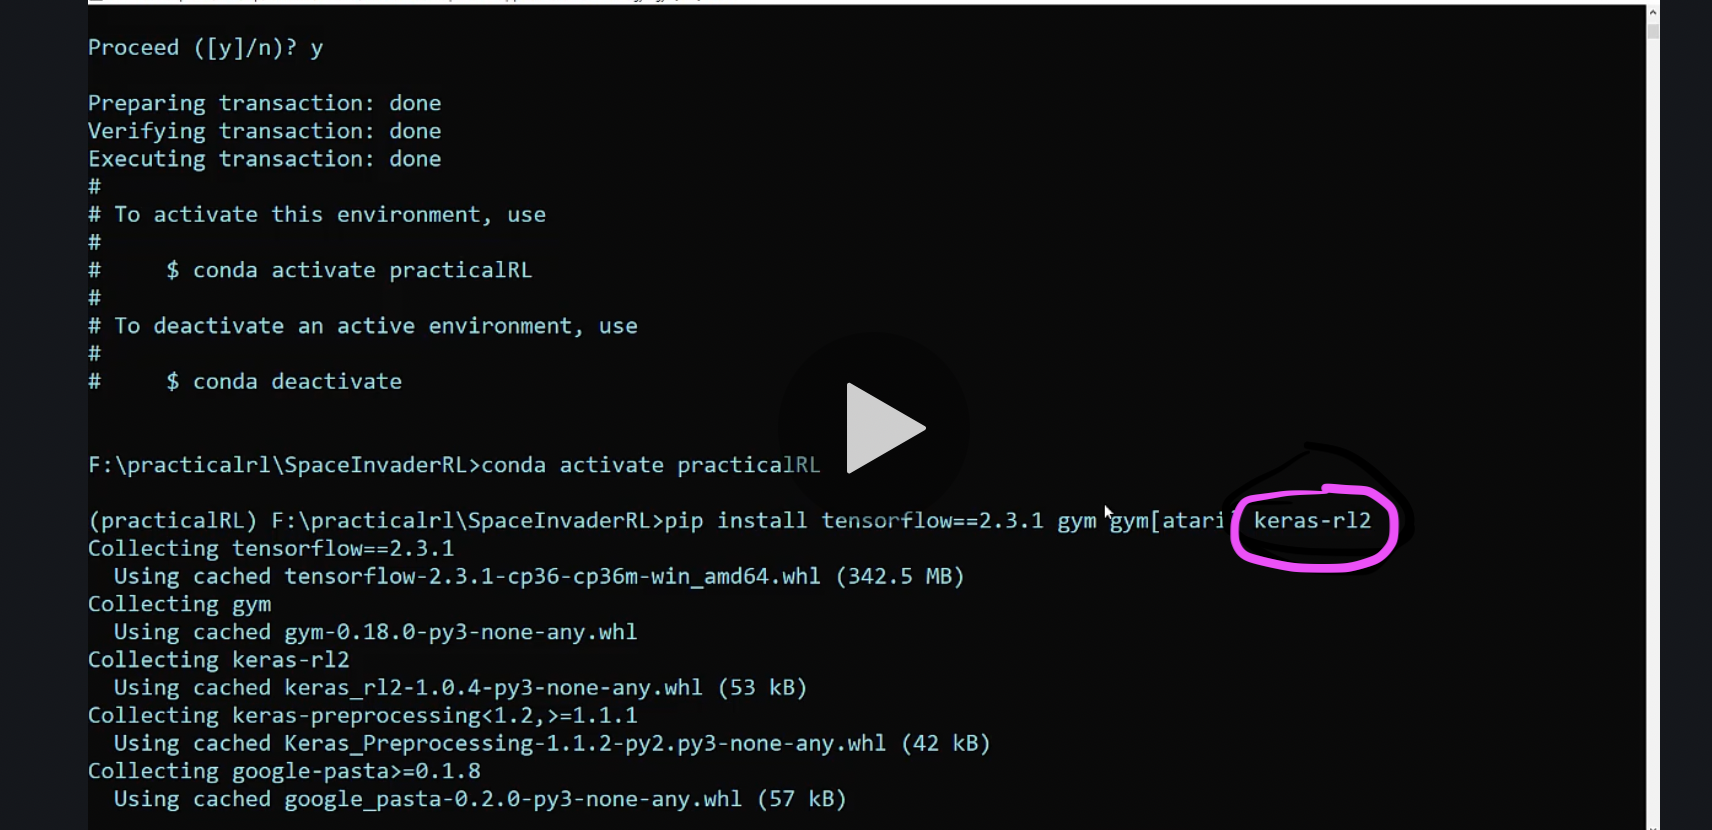 Proceed ([y]/n)? y
Preparing transaction: done
Verifying transaction: done
Executing transaction: done
#
# To activate this environment, use
#
#     $ conda activate practicalRL
#
# To deactivate an active environment, use
#
#     $ conda deactivate
F:\practicalrl\SpaceInvaderRL>conda activate practicalRL
(practicalRL) F:\practicalrl\SpaceInvaderRL>pip install tensorflow==2.3.1 gym gym[atari] keras-rl2
Collecting tensorflow==2.3.1
  Using cached tensorflow-2.3.1-cp36-cp36m-win_amd64.whl (342.5 MB)
Collecting gym
  Using cached gym-0.18.0-py3-none-any.whl
Collecting keras-rl2
  Using cached keras_rl2-1.0.4-py3-none-any.whl (53 kB)
Collecting keras-preprocessing<1.2,>=1.1.1
  Using cached Keras_Preprocessing-1.1.2-py2.py3-none-any.whl (42 kB)
Collecting google-pasta>=0.1.8
  Using cached google_pasta-0.2.0-py3-none-any.whl (57 kB)